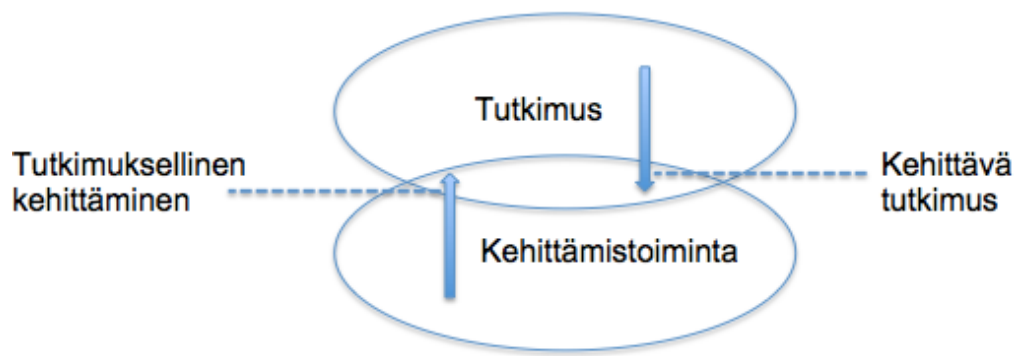 Tutkimus
Tutkimuksellinen
kehittäminen
Kehittävä
tutkimus
Kehittämistoiminta